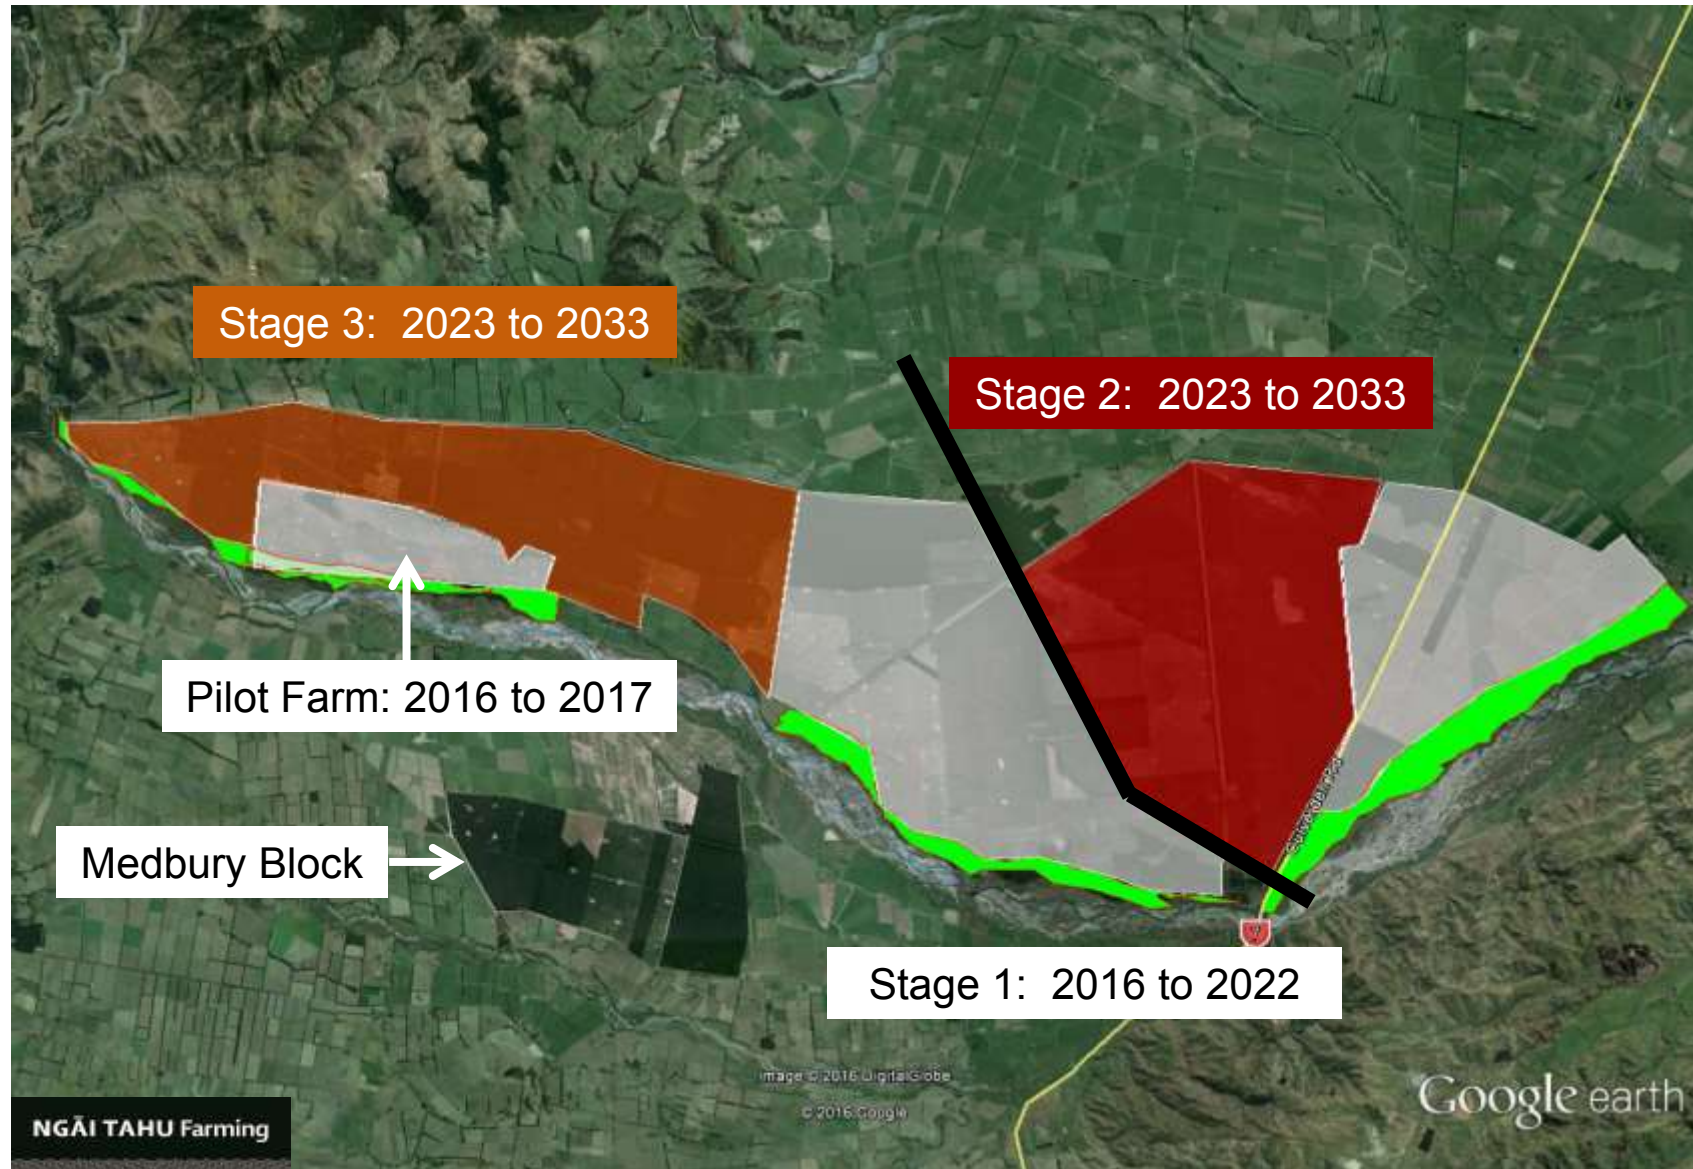 Stage 3: 2023 to 2033
Stage 2: 2023 to 2033
Pilot Farm: 2016 to 2017
Medbury Block
Stage 1: 2016 to 2022
7
Image © 2016 DigitalGlobe
© 2016 Google
Google earth
NGĀI TAHU Farming